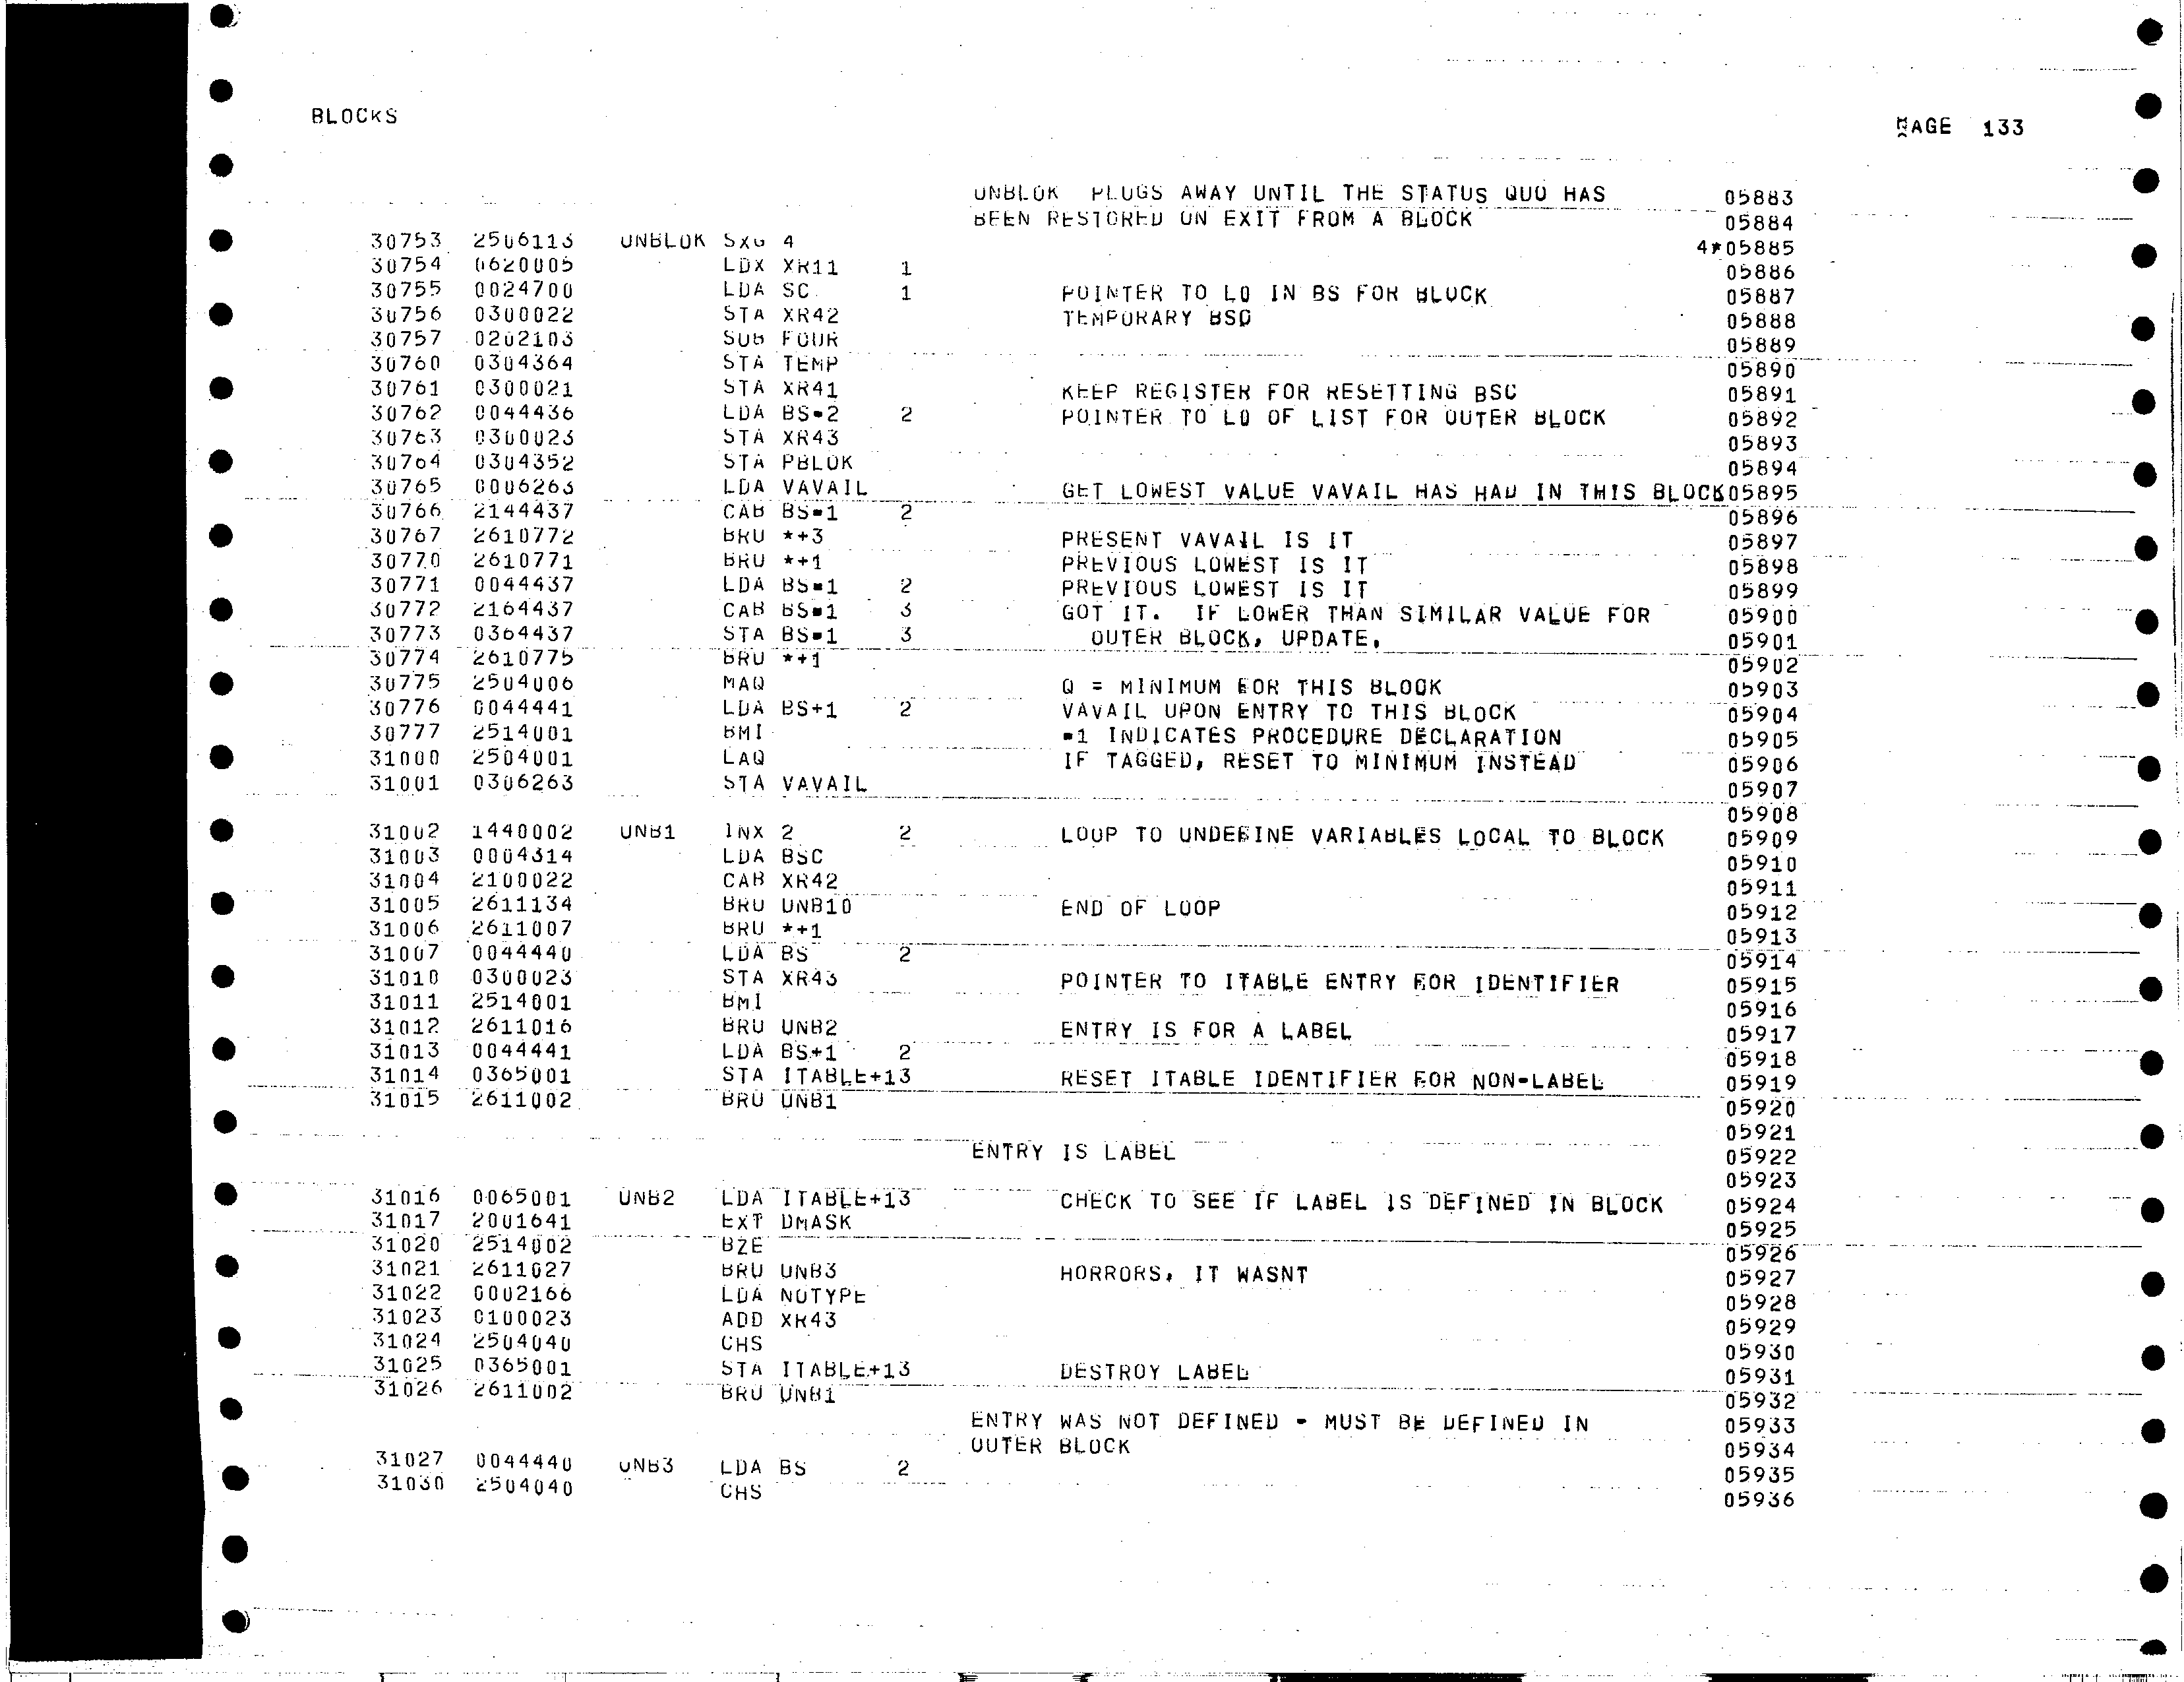 BLOCKS PAGE 133
UNBLOK PLUGS AWAY UNTIL THE STATUS QUO HAS 05883
BEEN RESTORED ON EXIT FROM A BLOCK 05884
30753 2506113 UNBLOK SXG 4 4*05885
30754 0620005 LDX XR11 1 05886
30755 0024700 LDA SC 1 POINTER TO LO IN BS FOR BLOCK 05887
30756 0300022 STA XR42 TEMPORARY BSC 05888
30757 0202103 SUB FOUR 05889
30760 0304364 STA TEMP 05890
30761 0300021 STA XR41 KEEP REGISTER FOR RESETTING BSC 05891
30762 0044436 LDA BS-2 2 POINTER TO LO OF LIST FOR OUTER BLOCK 05892
30763 0300023 STA XR43 05893
30764 0304352 STA PBLOK 05894
30765 0006263 LDA VAVAIL GET LOWEST VALUE VAVAIL HAS HAD IN THIS BLOCK05895
30766 2144437 CAB BS-1 2 05896
30767 2610772 BRU *+3 PRESENT VAVAIL IS IT 05897
30770 2610771 BRU *+1 PREVIOUS LOWEST IS IT 05898
30771 0044437 LDA BS-1 2 PREVIOUS LOWEST IS IT 05899
30772 2164437 CAB BS-1 3 GOT IT. IF LOWER THAN SIMILAR VALUE FOR 05900
30773 0364437 STA BS-1 3 OUTER BLOCK, UPDATE. 05901
30774 2610775 BRU *+1 05902
30775 2504006 MAQ Q = MINIMUM FOR THIS BLOCK 05903
30776 0044441 LDA BS+1 2 VAVAIL UPON ENTRY TO THIS BLOCK 05904
30777 2514001 BMI -1 INDICATES PROCEDURE DECLARATION 05905
31000 2504001 LAQ IF TAGGED, RESET TO MINIMUM INSTEAD 05906
31001 0306263 STA VAVAIL 05907
05908
31002 1440002 UNB1 INX 2 2 LOOP TO UNDEFINE VARIABLES LOCAL TO BLOCK 05909
31003 0004314 LDA BSC 05910
31004 2100022 CAB XR42 05911
31005 2611134 BRU UNB10 END OF LOOP 05912
31006 2611007 BRU *+1 05913
31007 0044440 LDA BS 2 05914
31010 0300023 STA XR43 POINTER TO ITABLE ENTRY FOR IDENTIFIER 05915
31011 2514001 BMI 05916
31012 2611016 BRU UNB2 ENTRY IS FOR A LABEL 05917
31013 0044441 LDA BS+1 2 05918
31014 0365001 STA ITABLE+13 RESET ITABLE IDENTIFIER FOR NON-LABEL 05919
31015 2611002 BRU UNB1 05920
05921
ENTRY IS LABEL 05922
05923
31016 0065001 UNB2 LDA ITABLE+13 CHECK TO SEE IF LABEL IS DEFINED IN BLOCK 05924
31017 2001641 EXT DMASK 05925
31020 2514002 BZE 05926
31021 2611027 BRU UNB3 HORRORS, IT WASNT 05927
31022 0002166 LDA NOTYPE 05928
31023 0100023 ADD XR43 05929
31024 2504040 CHS 05930
31025 0365001 STA ITABLE+13 DESTROY LABEL 05931
31026 2611002 BRU UNB1 05932
ENTRY WAS NOT DEFINED - MUST BE DEFINED IN 05933
OUTER BLOCK 05934
31027 0044440 UNB3 LDA BS 2 05935
31030 2504040 CHS 05936